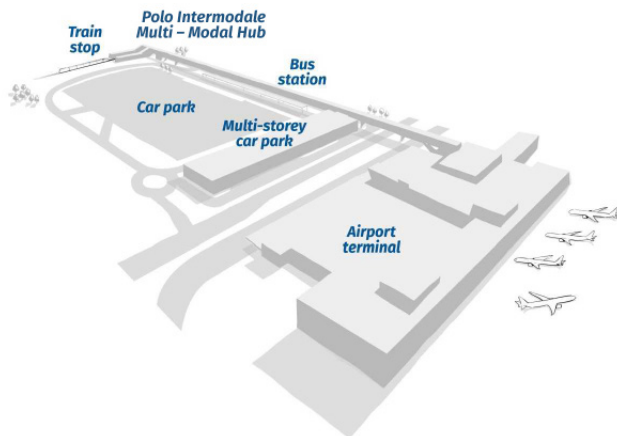 Polo Intermodale
Multi – Modal Hub
Train
stop
Bus
station
Car park
Multi-storey
car park
Airport
terminal